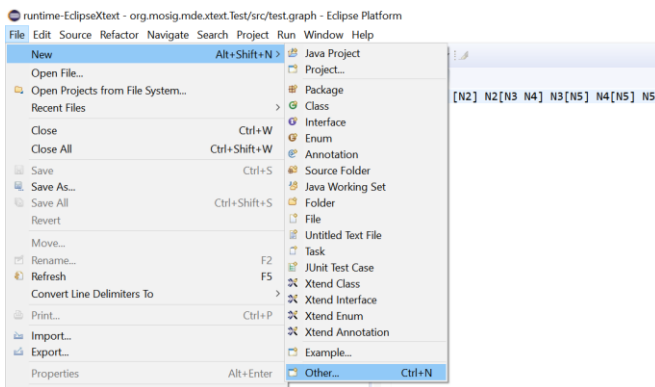 runtime-EclipseXtext - org.mosig.mde.xtext.Test/src/test.graph - Eclipse Platform
File Edit Source Refactor Navigate Search Project Run Window Help
New Alt+Shift+N >
Open File...
Open Projects from File System...
Recent Files >
Close Ctrl+W
Close All Ctrl+Shift+W
Save Ctrl+S
Save As...
Save All Ctrl+Shift+S
Revert
Move...
Rename... F2
Refresh F5
Convert Line Delimiters To >
Print... Ctrl+P
Import...
Export...
Properties Alt+Enter
Java Project
Project...
Package
Class
Interface
Enum
Annotation
Source Folder
Java Working Set
Folder
File
Untitled Text File
Task
JUnit Test Case
Xtend Class
Xtend Interface
Xtend Enum
Xtend Annotation
Example...
Other... Ctrl+N
[N2] N2[N3 N4] N3[N5] N4[N5] N5